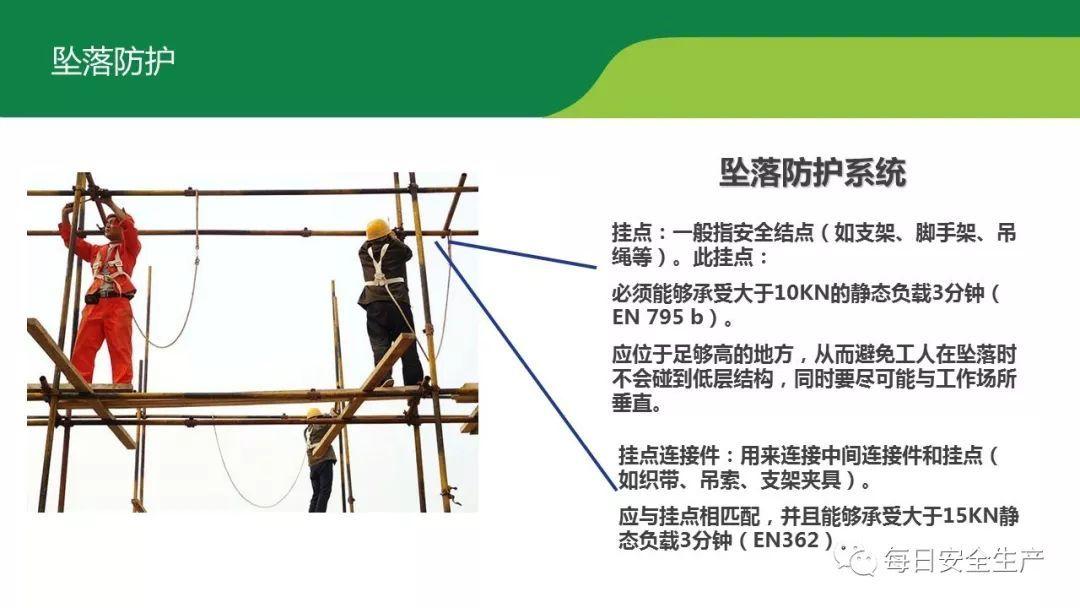 坠落防护
坠落防护系统
挂点：一般指安全结点（如支架、脚手架、吊
绳等）。此挂点：
必须能够承受大于10KN的静态负载3分钟（
EN 795 b）。
应位于足够高的地方，从而避免工人在坠落时
不会碰到低层结构，同时要尽可能与工作场所
垂直。
挂点连接件：用来连接中间连接件和挂点（
如织带、吊索、支架夹具）。
应与挂点相匹配，并且能够承受大于15KN静
态负载3分钟（EN362）。
每日安全生产